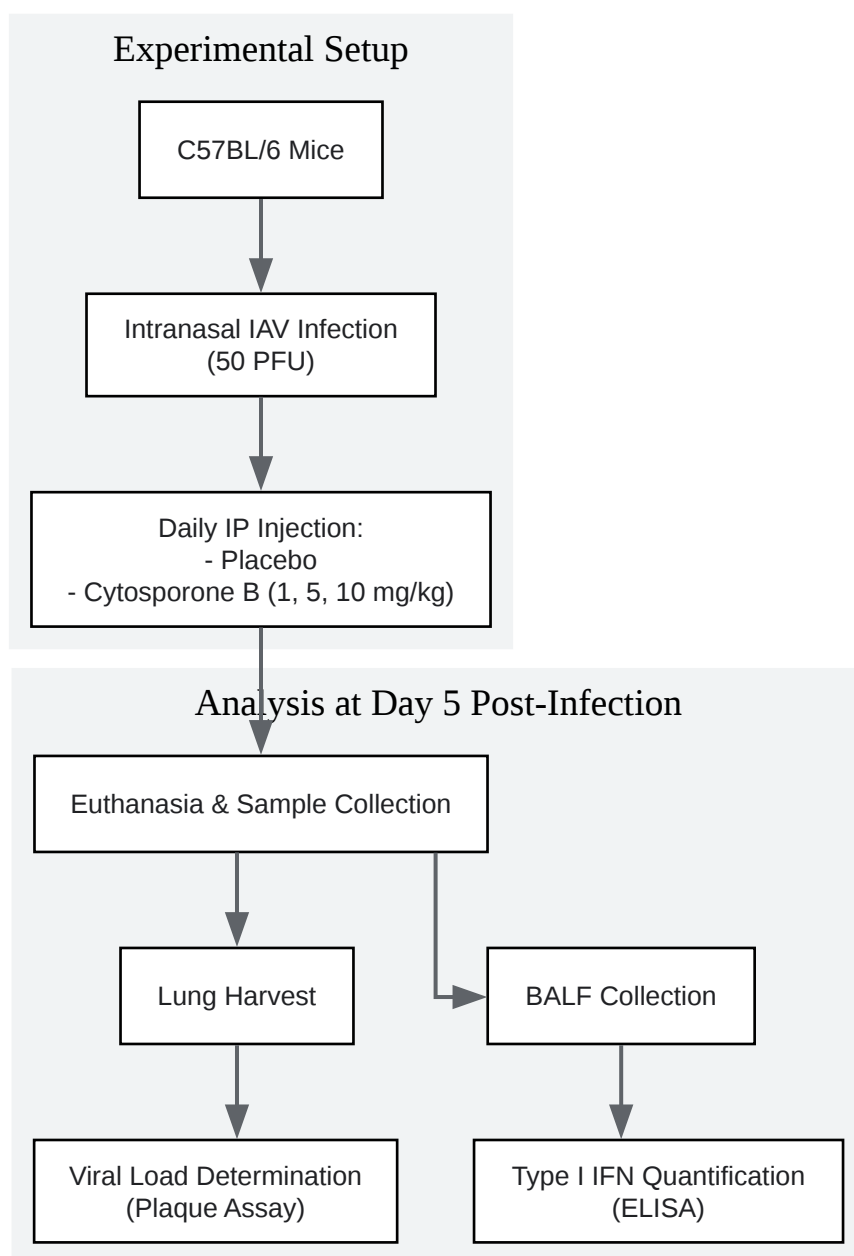 Experimental Setup
C57BL/6 Mice
Intranasal IAV Infection
(50 PFU)
Daily IP Injection:
- Placebo
- Cytosporone B (1, 5, 10 mg/kg)
Analysis at Day 5 Post-Infection
Euthanasia & Sample Collection
Lung Harvest
BALF Collection
Viral Load Determination
(Plaque Assay)
Type I IFN Quantification
(ELISA)